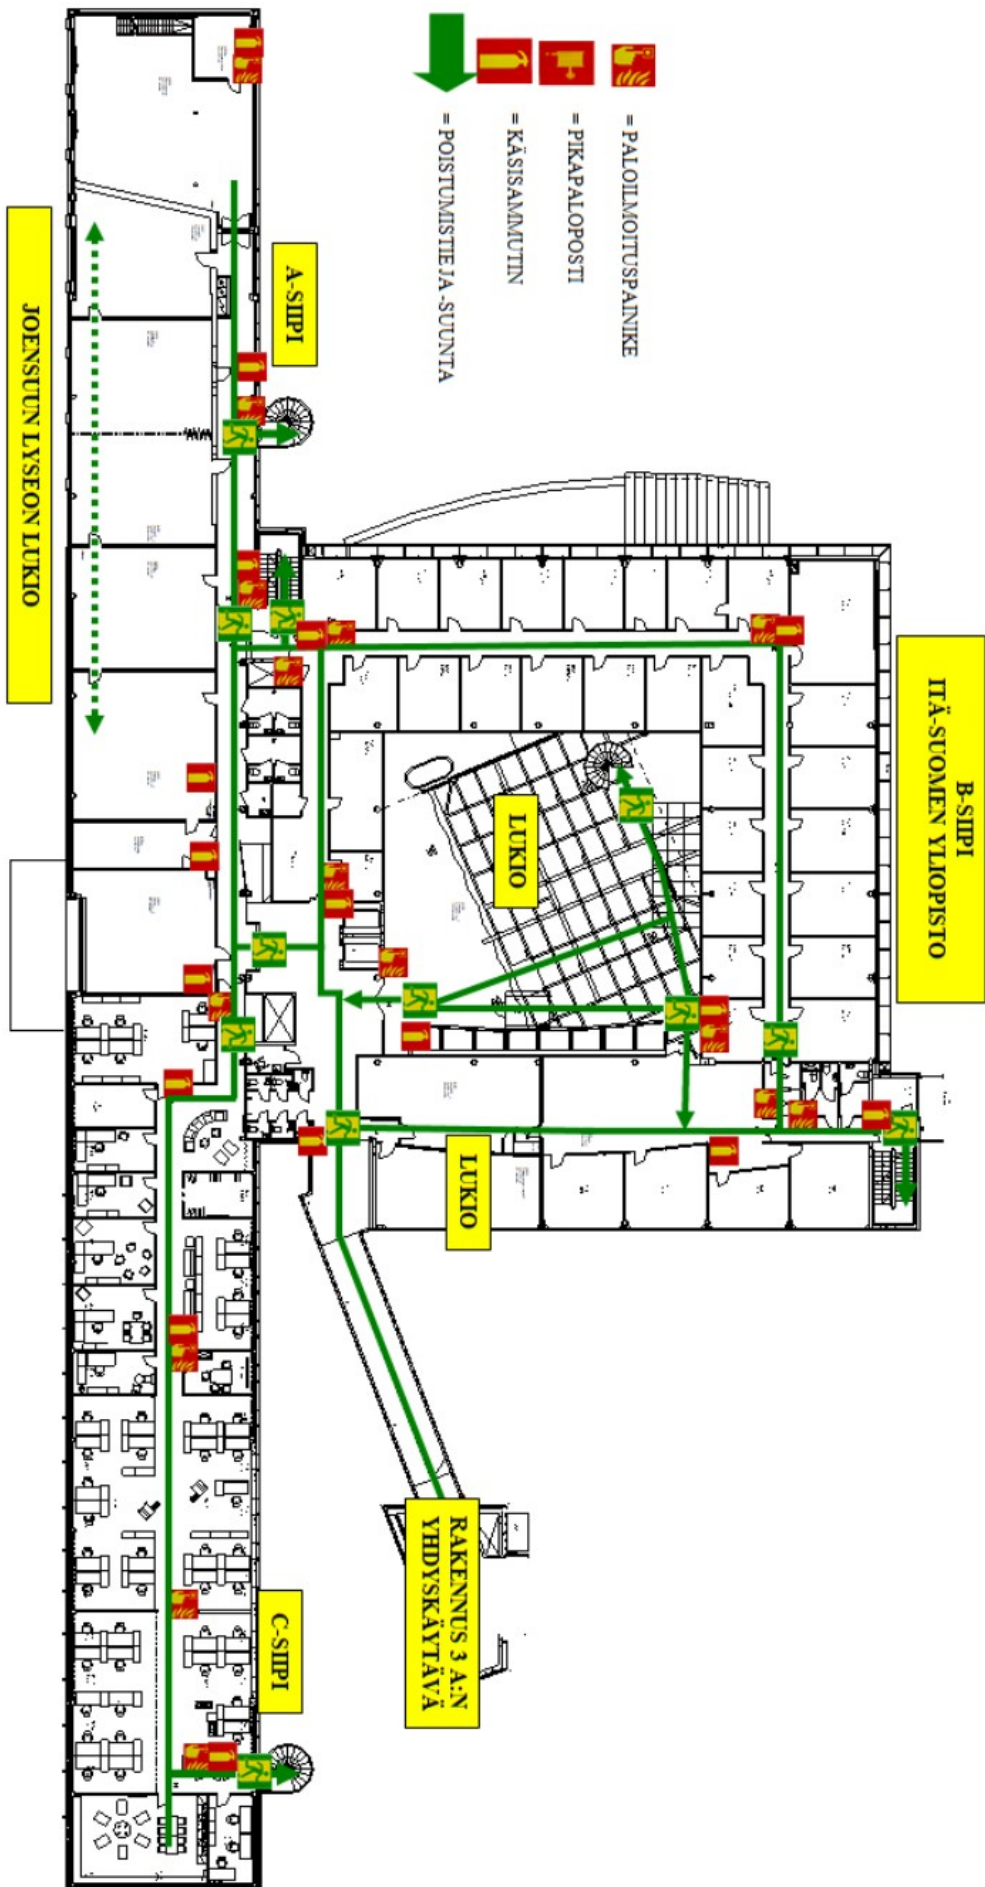 = PALOILMOITUSPAINIKE
= PIKAPALOPOSTI
= KÄSISAMMUTIN
= POISTUMISTIE JA -SUUNTA
B-SIIPI
ITÄ-SUOMEN YLIOPISTO
LUKIO
LUKIO
RAKENNUS 3 A:N
YHDYSKÄYTÄVÄ
A-SIIPI
C-SIIPI
JOENSUUN LYSEON LUKIO